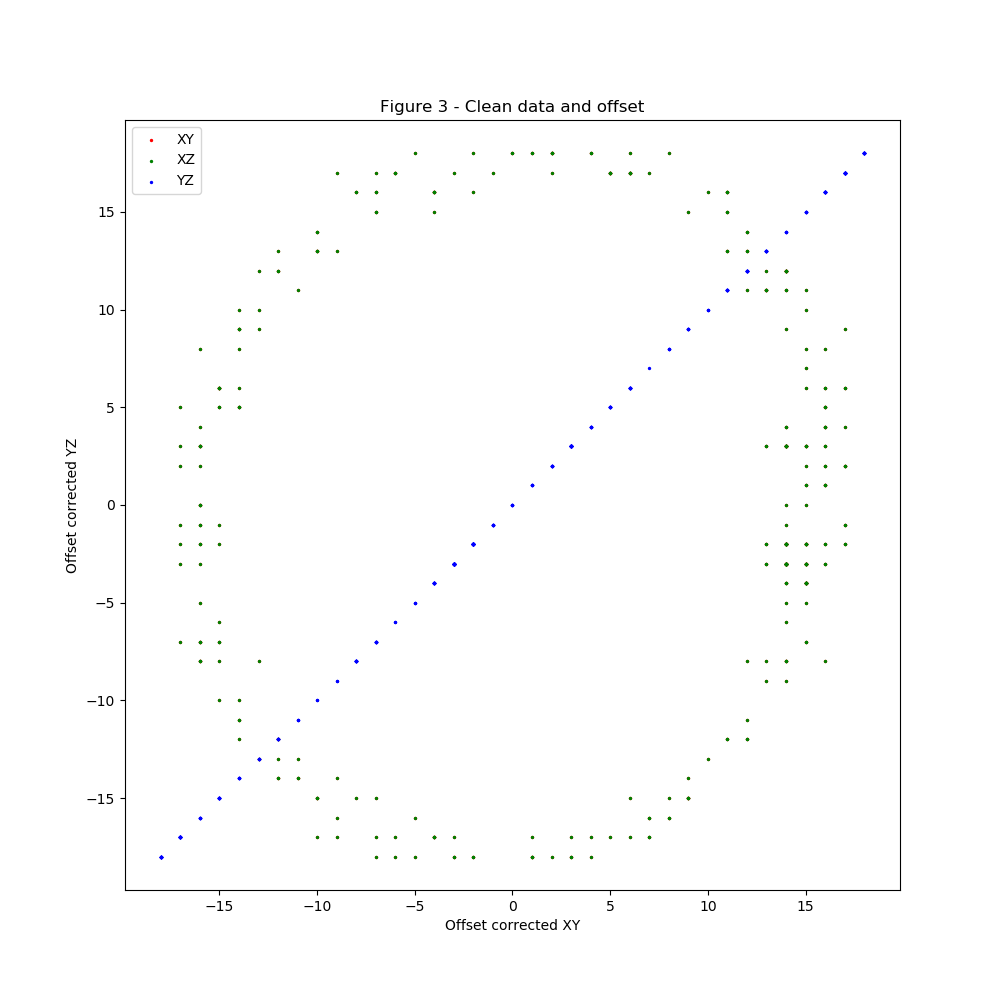 Figure 3 - Clean data and offset
XY
XZ
YZ
15
10
5
0
−5
−10
−15
Offset corrected YZ
−15 −10 −5 0 5 10 15
Offset corrected XY